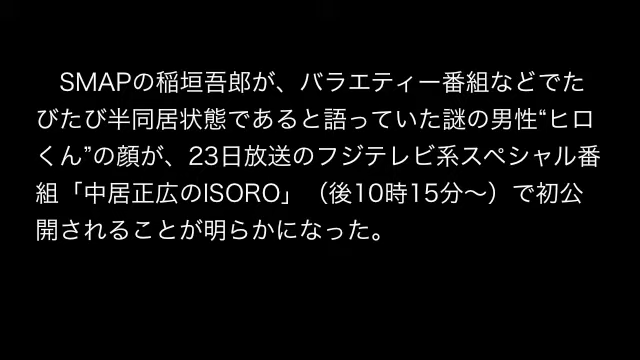 SMAPの稲垣吾郎が、バラエティー番組などでた
びたび半同居状態であると語っていた謎の男性“ヒロ
くん”の顔が、23日放送のフジテレビ系スペシャル番
組「中居正広のISORO」（後10時15分～）で初公
開されることが明らかになった。